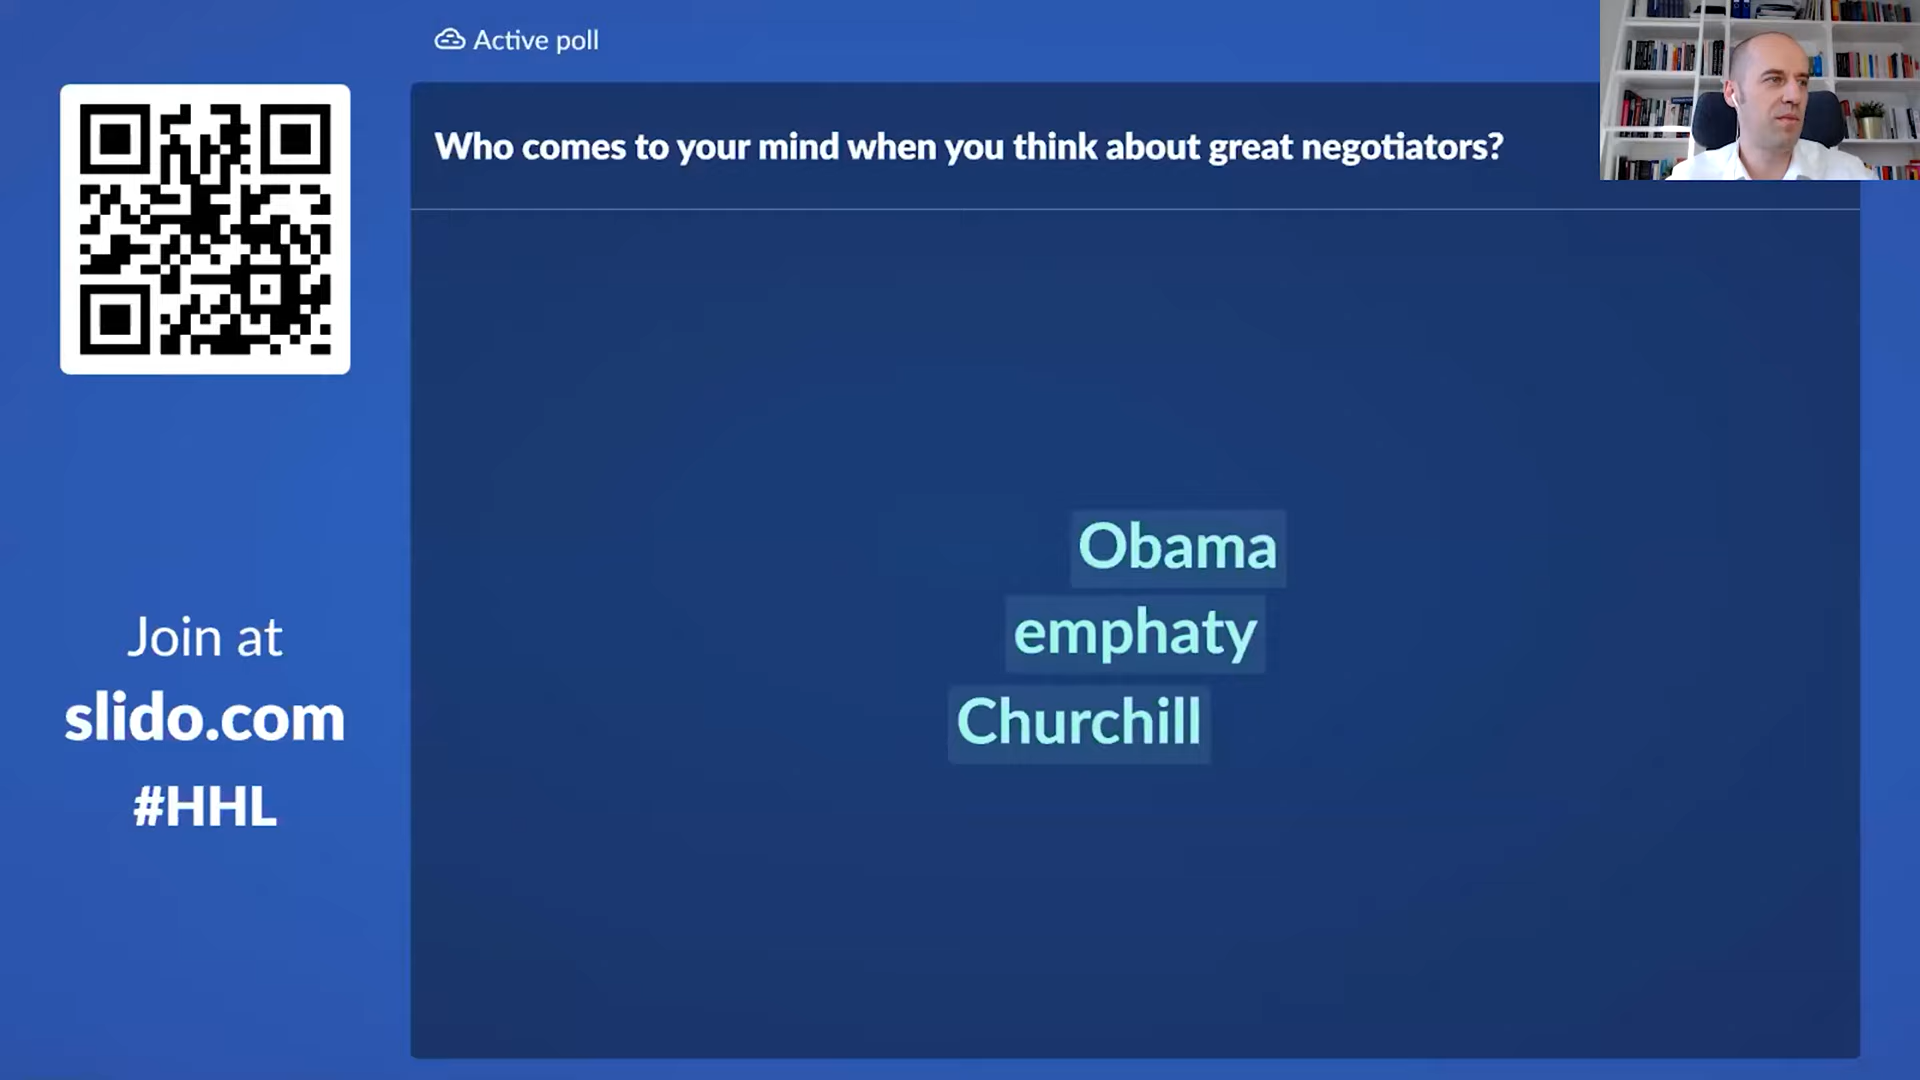 Active poll
Who comes to your mind when you think about great negotiators?
Obama
emphaty
Churchill
Join at
slido.com
#HHL